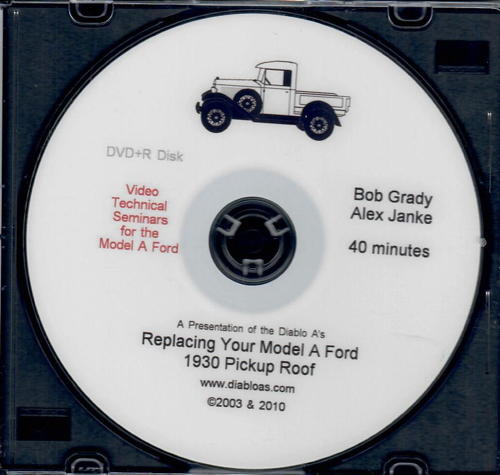 DVD+R Disk
Video
Technical
Seminars
for the
Model A Ford
Bob Grady
Alex Janke
40 minutes
A Presentation of the Diablo A's
Replacing Your Model A Ford
1930 Pickup Roof
www.diabloas.com
©2003 & 2010